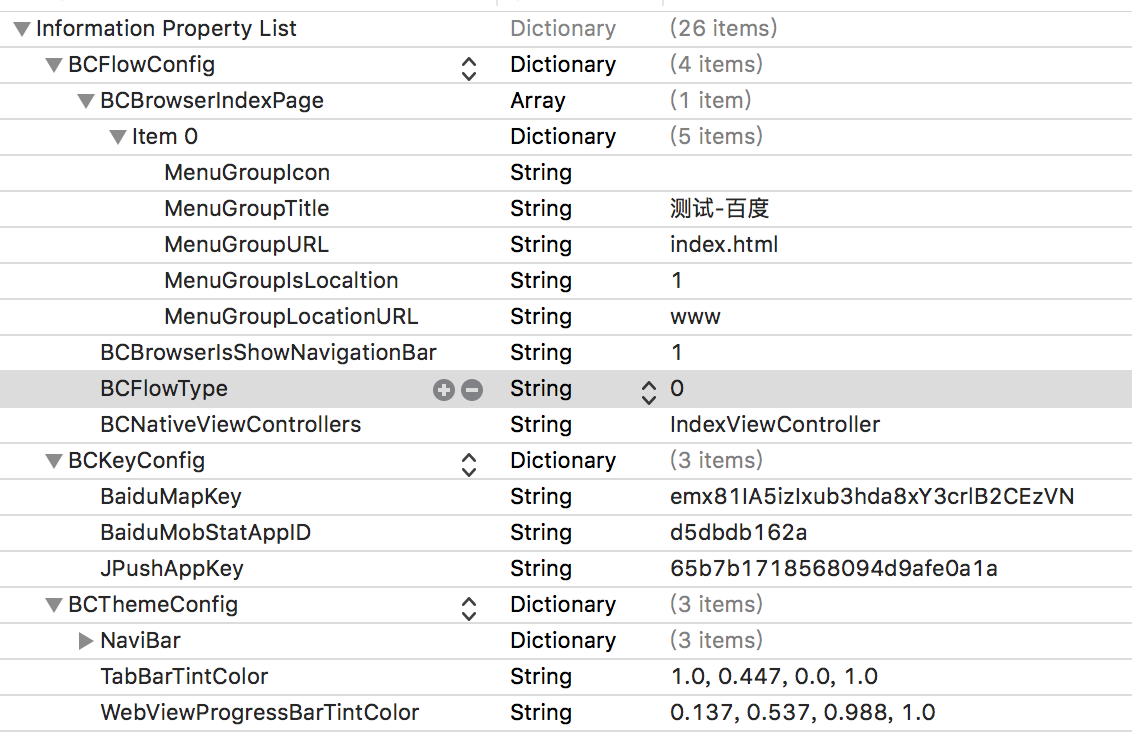 Information Property List Dictionary (26 items)
BCFlowConfig Dictionary (4 items)
BCBrowserIndexPage Array (1 item)
Item 0 Dictionary (5 items)
MenuGroupIcon String
MenuGroupTitle String 测试-百度
MenuGroupURL String index.html
MenuGroupIsLocaltion String 1
MenuGroupLocationURL String www
BCBrowserIsShowNavigationBar String 1
BCFlowType String 0
BCNativeViewControllers String IndexViewController
BCKeyConfig Dictionary (3 items)
BaiduMapKey String emx81IA5izIxub3hda8xY3crlB2CEzVN
BaiduMobStatAppID String d5dbdb162a
JPushAppKey String 65b7b1718568094d9afe0a1a
BCThemeConfig Dictionary (3 items)
NaviBar Dictionary (3 items)
TabBarTintColor String 1.0, 0.447, 0.0, 1.0
WebViewProgressBarTintColor String 0.137, 0.537, 0.988, 1.0